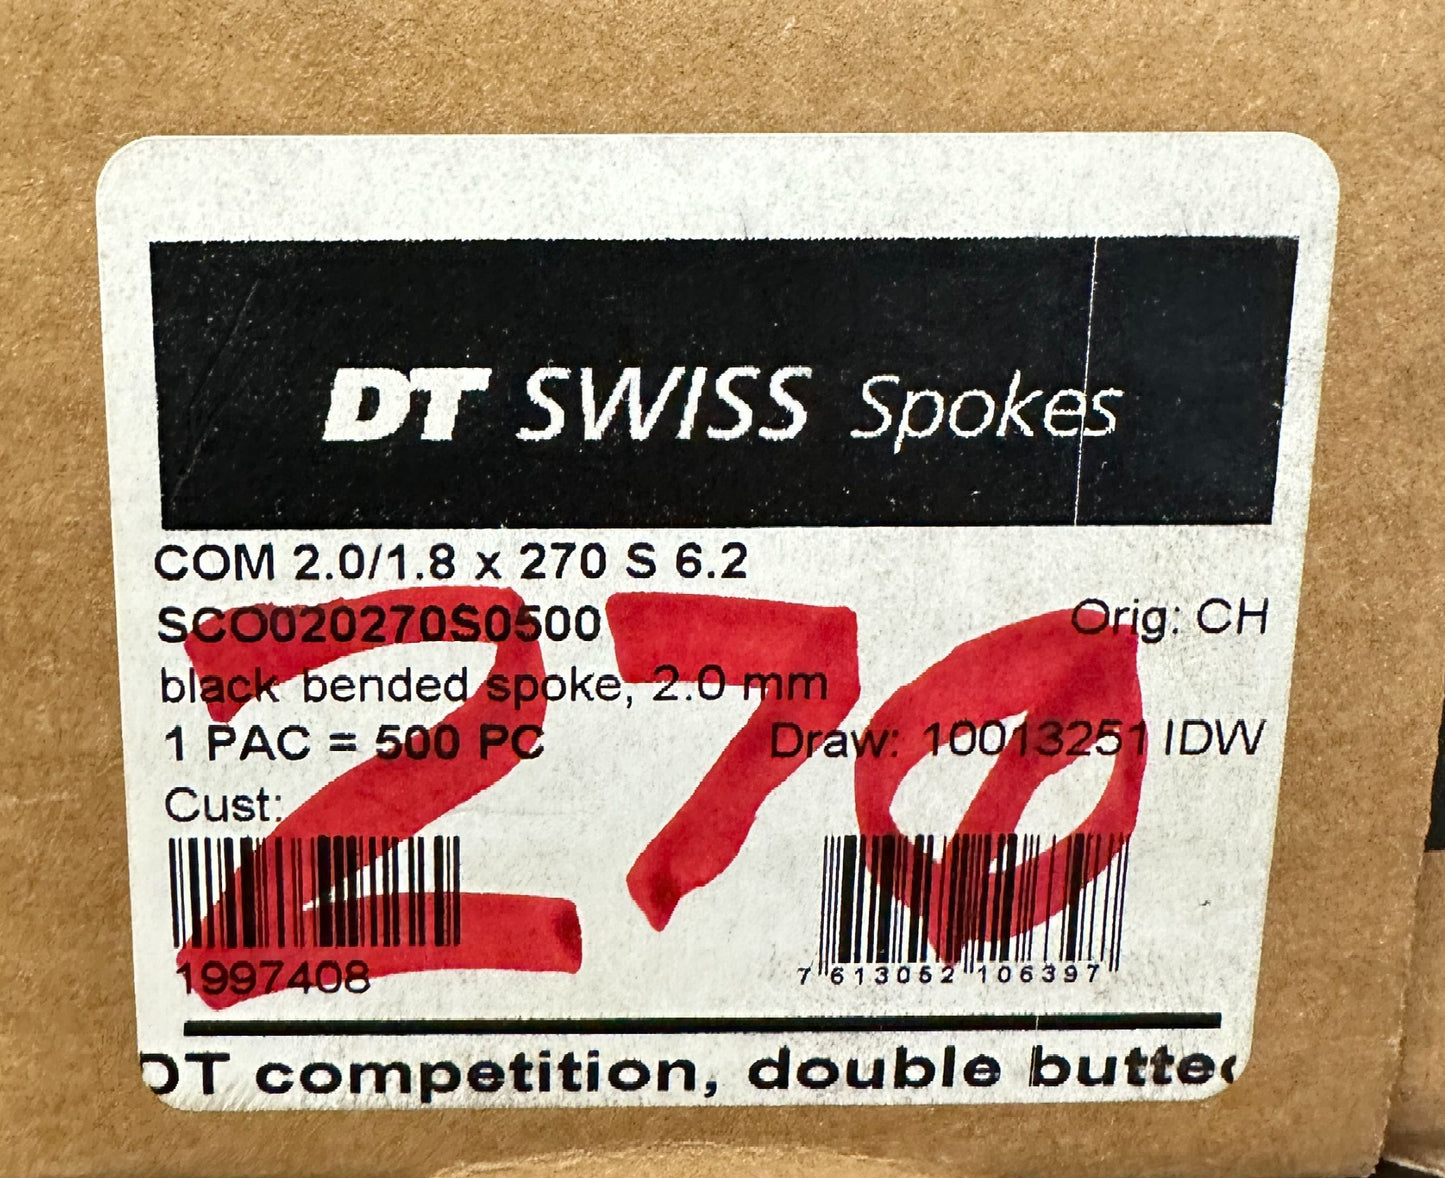 DT SWISS Spokes
COM 2.0/1.8 x 270 S 6.2
SCO020270S0500
Orig: CH
black bended spoke, 2.0 mm
1 PAC = 500 PC
Draw: 10013251 IDW
Cust:
270
1997408
7 613052 106397
DT competition, double butted